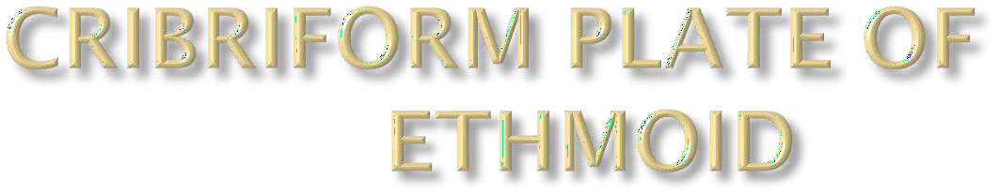 CRIBRIFORM PLATE OF
ETHMOID